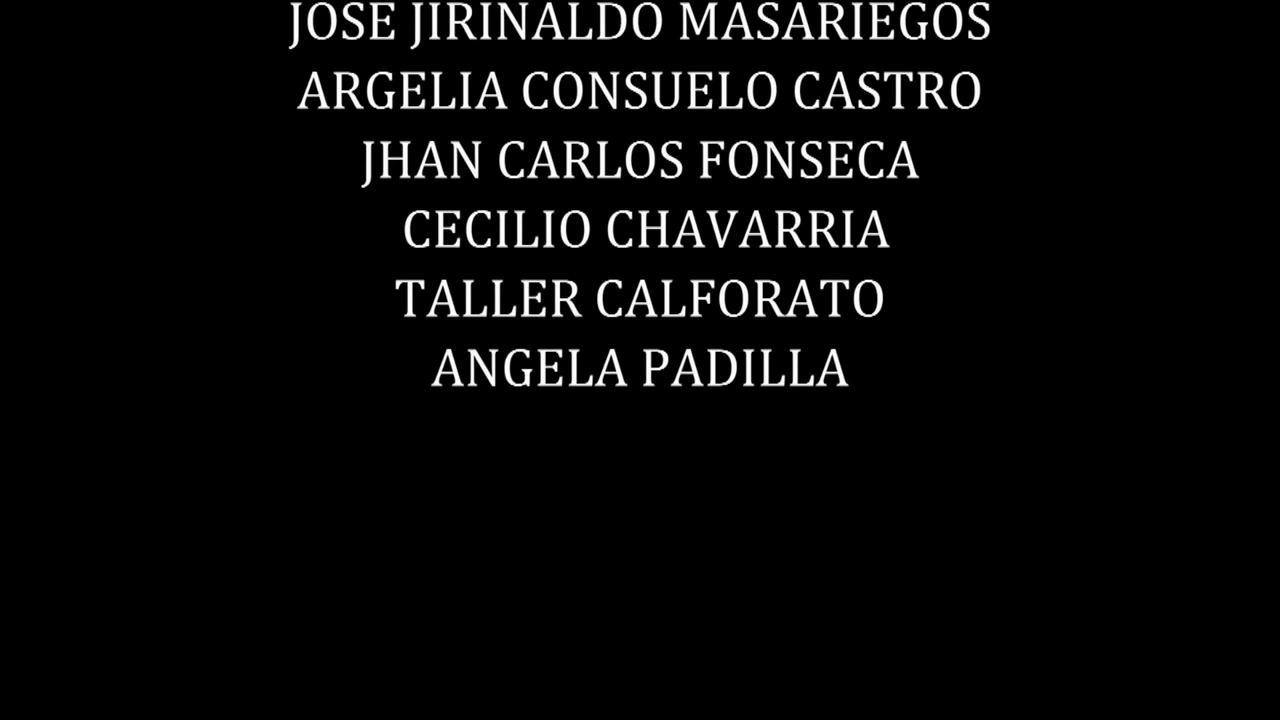 JOSE JIRINALDO MASARIEGOS
ARGELIA CONSUELO CASTRO
JHAN CARLOS FONSECA
CECILIO CHAVARRIA
TALLER CALFORATO
ANGELA PADILLA